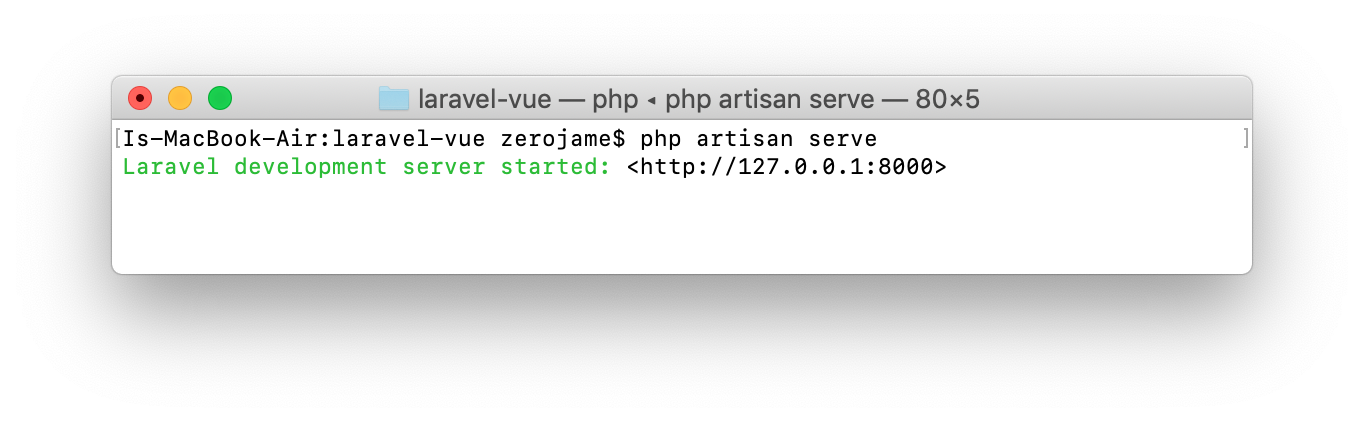 laravel-vue — php ◂ php artisan serve — 80×5
[Is-MacBook-Air:laravel-vue zerojame$ php artisan serve ]
Laravel development server started: <http://127.0.0.1:8000>